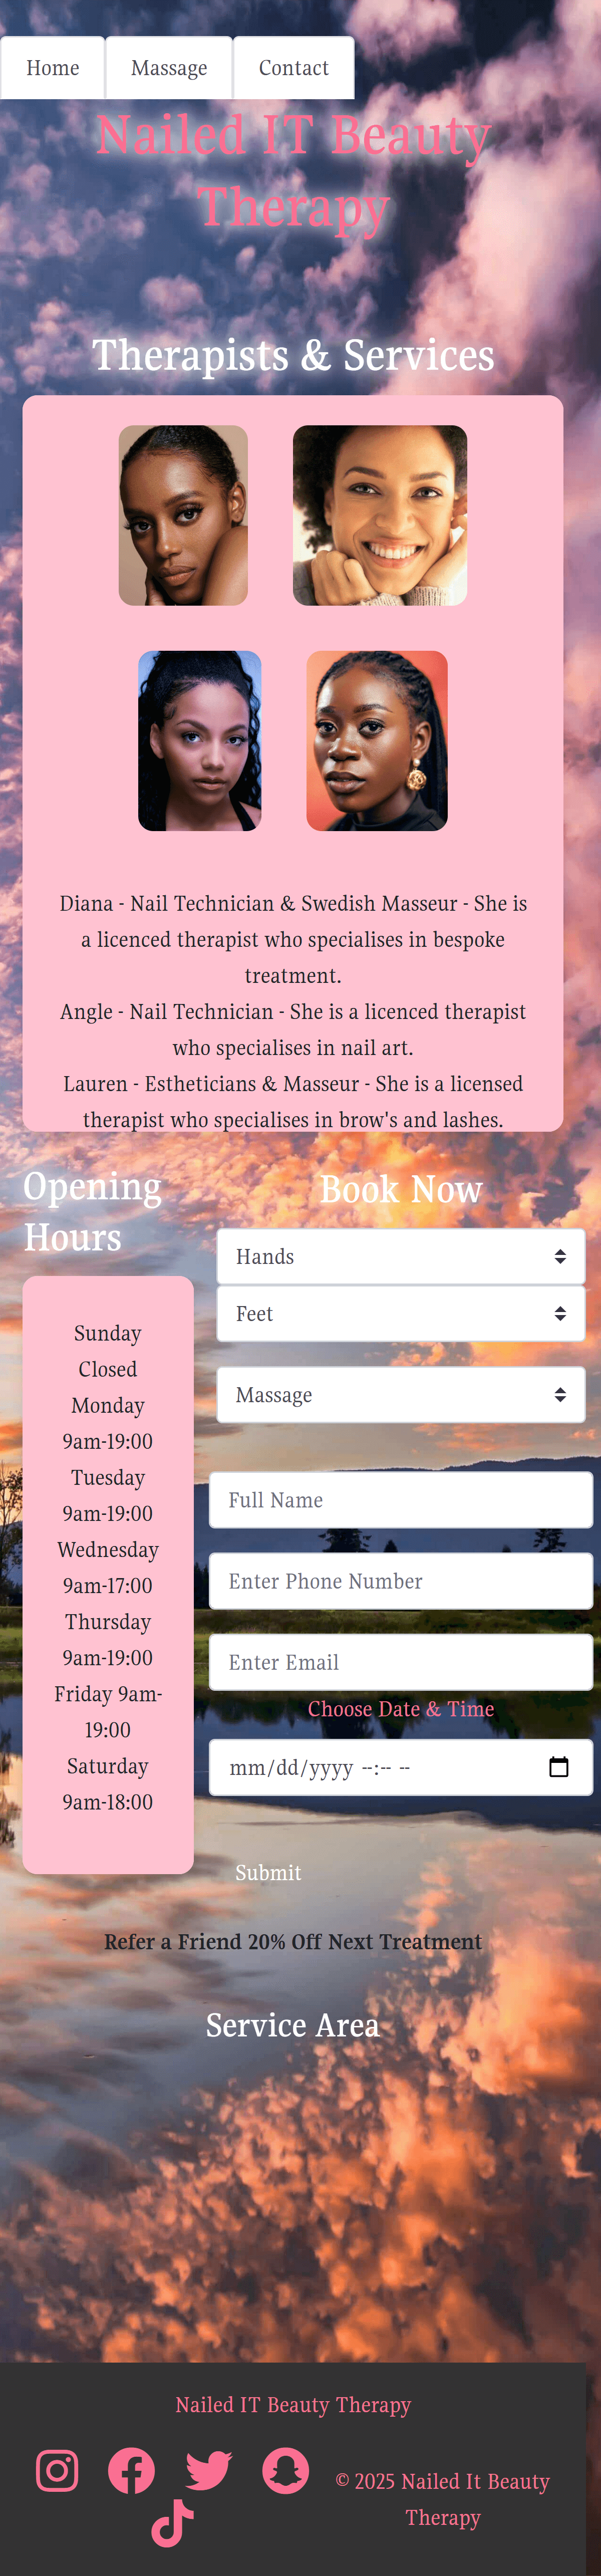 Home
Massage
Contact
Nailed IT Beauty
Therapy
Therapists & Services
Diana - Nail Technician & Swedish Masseur - She is
a licenced therapist who specialises in bespoke
treatment.
Angle - Nail Technician - She is a licenced therapist
who specialises in nail art.
Lauren - Estheticians & Masseur - She is a licensed
therapist who specialises in brow's and lashes.
Opening
Hours
Sunday
Closed
Monday
9am-19:00
Tuesday
9am-19:00
Wednesday
9am-17:00
Thursday
9am-19:00
Friday 9am-
19:00
Saturday
9am-18:00
Book Now
Hands
Feet
Massage
Full Name
Enter Phone Number
Enter Email
Choose Date & Time
mm/dd/yyyy --:-- --
Submit
Refer a Friend 20% Off Next Treatment
Service Area
Nailed IT Beauty Therapy
© 2025 Nailed It Beauty
Therapy